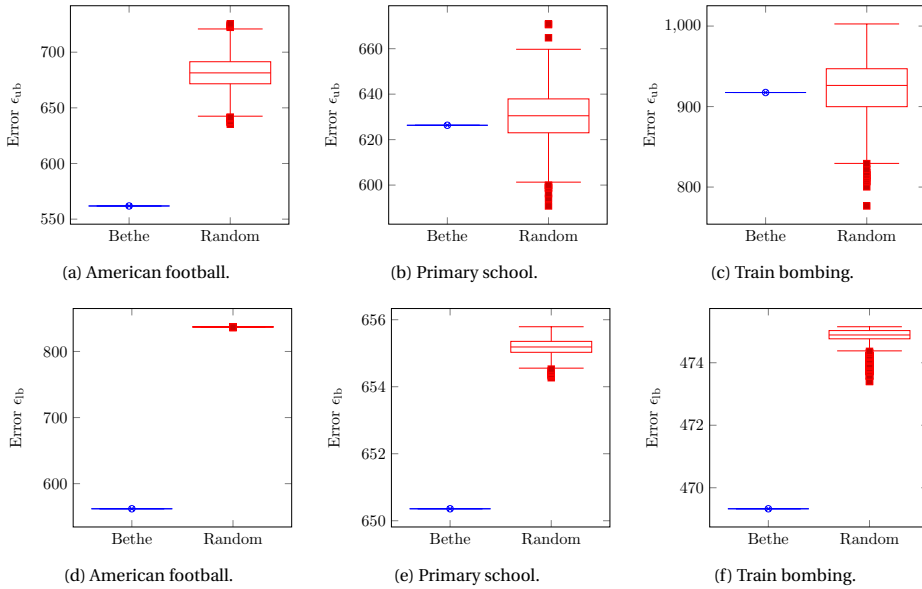 Error ϵub
700
650
600
550
Bethe
Random
(a) American football.
Error ϵub
660
640
620
600
Bethe
Random
(b) Primary school.
Error ϵub
1,000
900
800
Bethe
Random
(c) Train bombing.
Error ϵlb
800
700
600
Bethe
Random
(d) American football.
Error ϵlb
656
654
652
650
Bethe
Random
(e) Primary school.
Error ϵlb
474
472
470
Bethe
Random
(f) Train bombing.